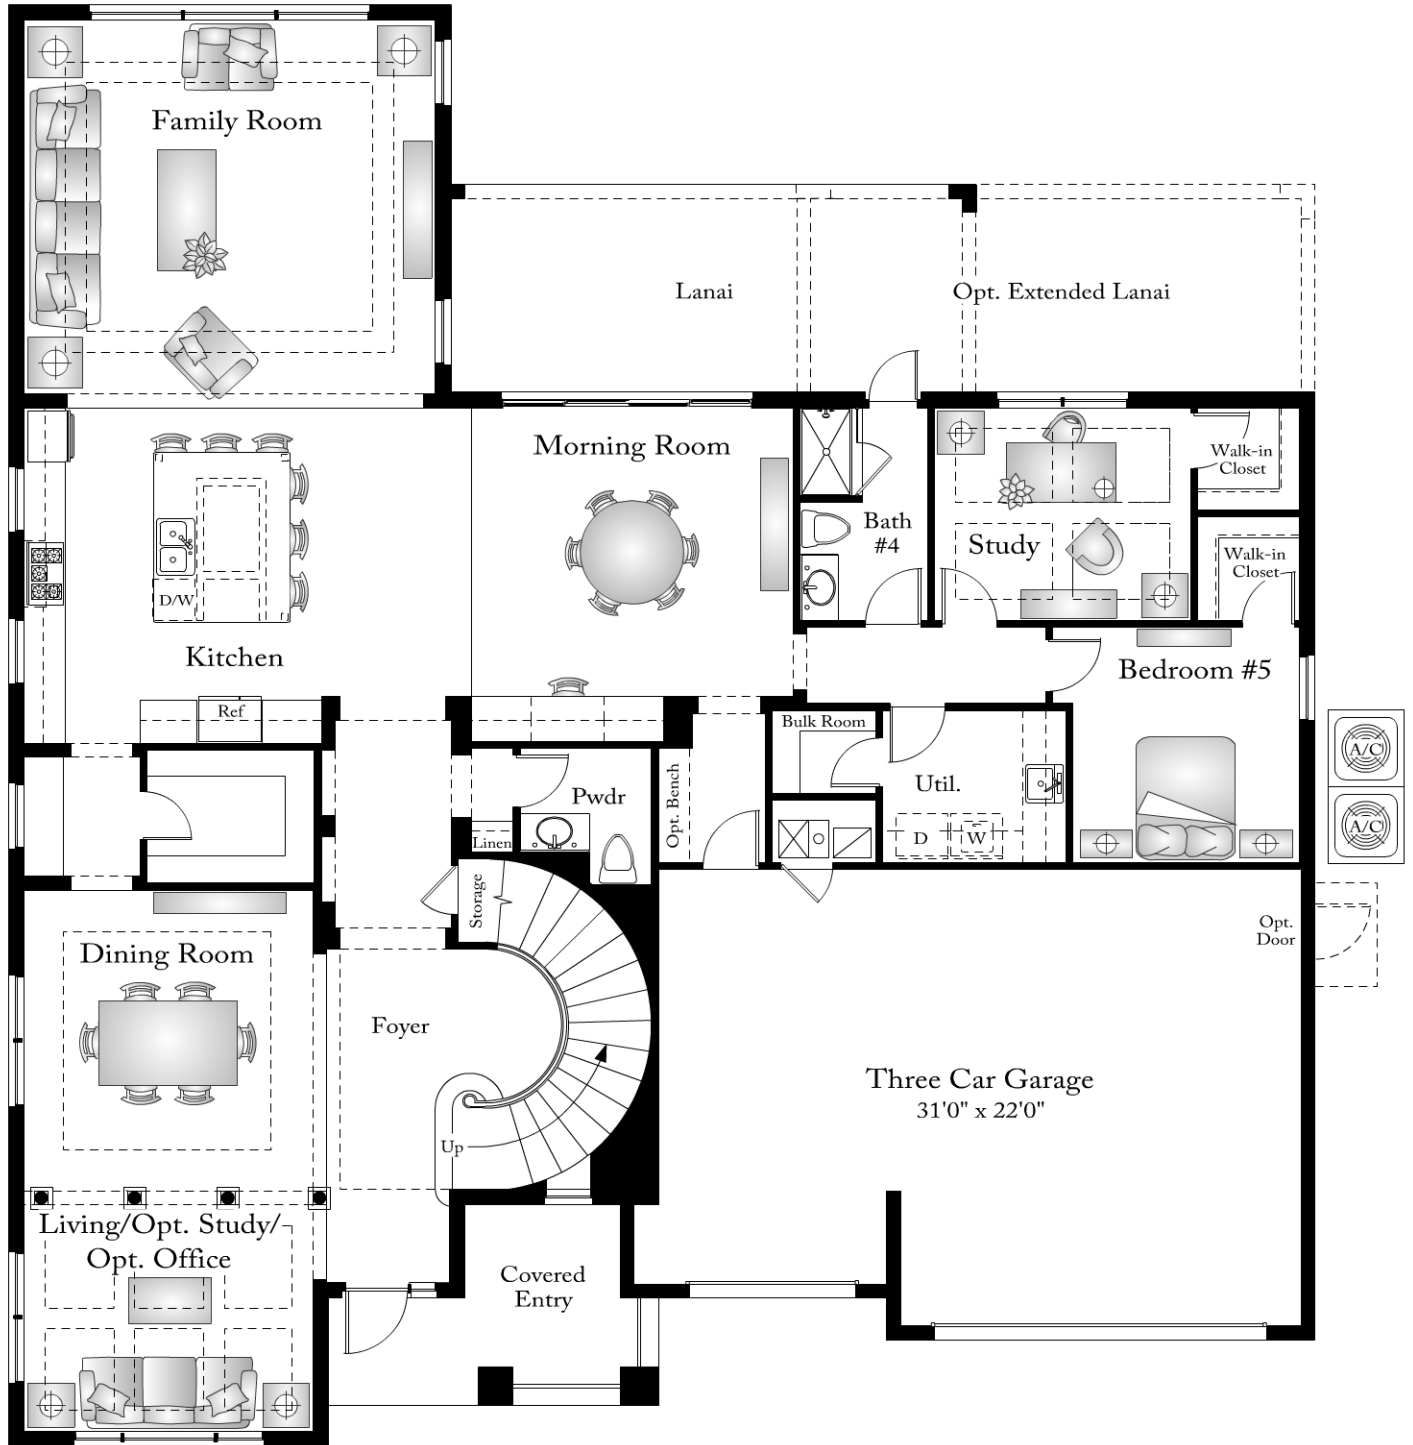 Family Room
Lanai
Opt. Extended Lanai
Morning Room
Walk-in
Closet
Bath
#4
Study
Walk-in
Closet
D/W
Kitchen
Bedroom #5
Ref
Bulk Room
A/C
Opt. Bench
Util.
Pwdr
A/C
Linen
D
W
Storage
Opt.
Door
Dining Room
Foyer
Three Car Garage
31'0" x 22'0"
Up
Living/Opt. Study/
Opt. Office
Covered
Entry